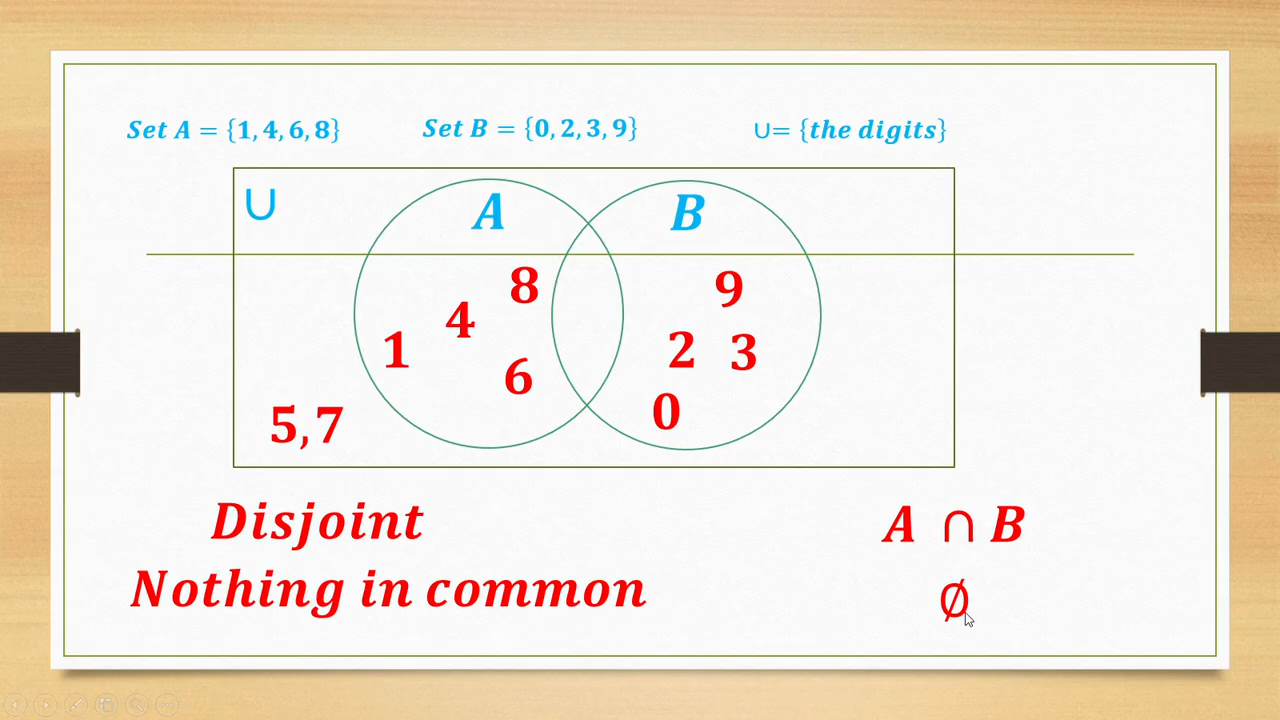 Set A = {1, 4, 6, 8} Set B = {0, 2, 3, 9} ∪= {the digits}
∪ A B
8 9
4
1 2 3
6
0
5,7
Disjoint A ∩ B
Nothing in common ∅